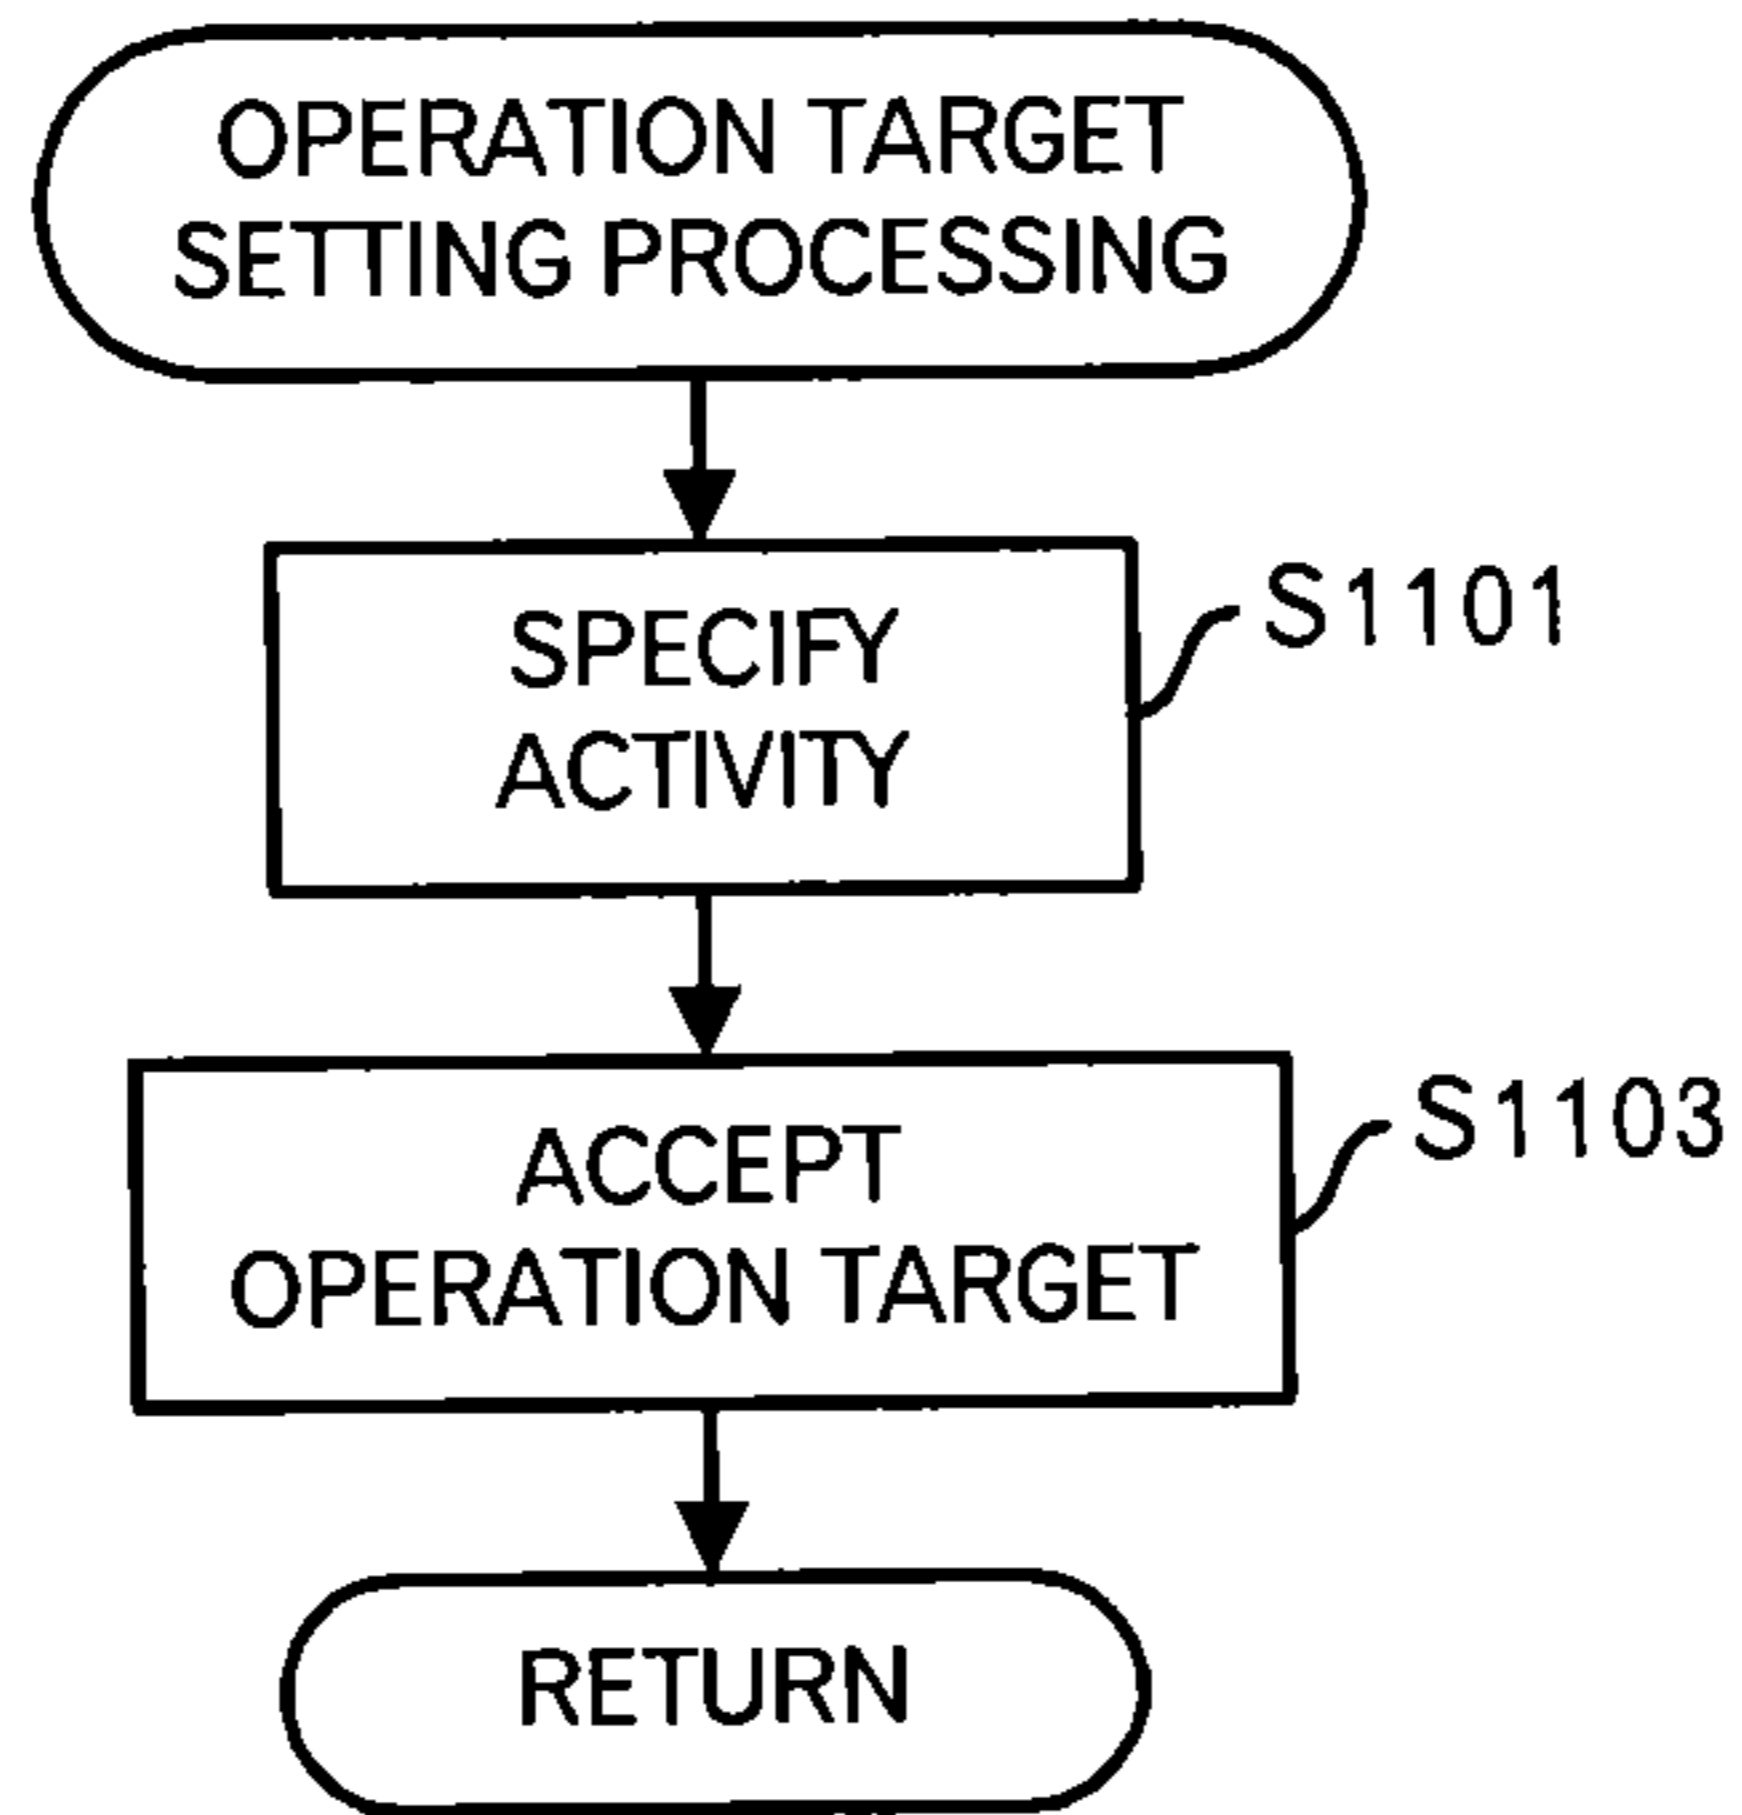 OPERATION TARGET
SETTING PROCESSING
SPECIFY
ACTIVITY
S1101
ACCEPT
OPERATION TARGET
S1103
RETURN